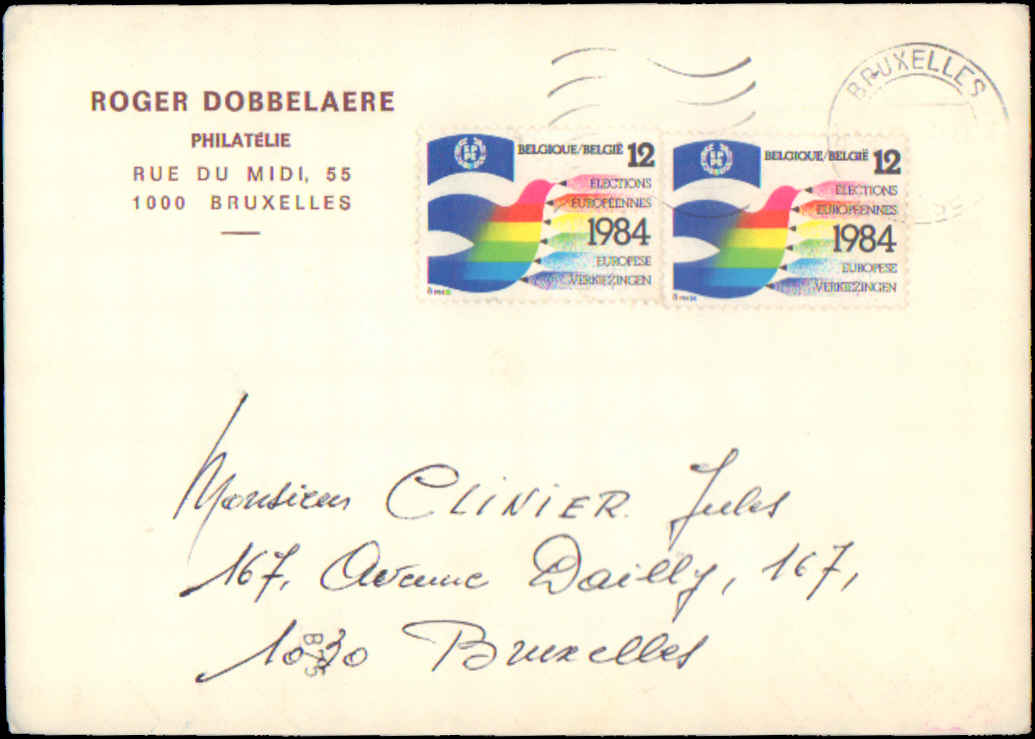 ROGER DOBBELAERE
PHILATÉLIE
RUE DU MIDI, 55
1000 BRUXELLES
BELGIQUE/BELGIË 12
ELECTIONS
EUROPÉENNES
1984
EUROPESE
VERKIEZINGEN
BELGIQUE/BELGIË 12
ELECTIONS
EUROPÉENNES
1984
EUROPESE
VERKIEZINGEN
BRUXELLES
Monsieur CLINIER Jules
167, Avenue Dailly, 167,
1030 Bruxelles